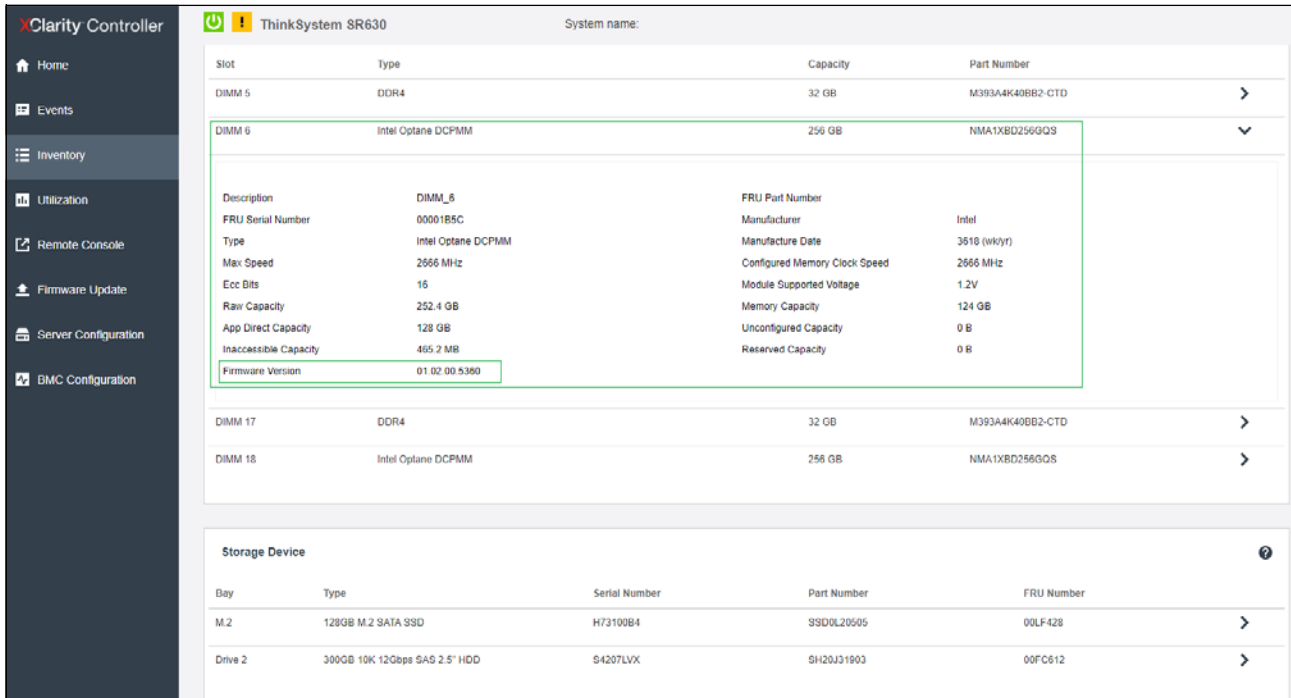 XClarity Controller
ThinkSystem SR630 System name:
Home
Events
Inventory
Utilization
Remote Console
Firmware Update
Server Configuration
BMC Configuration
Slot Type Capacity Part Number
DIMM 5 DDR4 32 GB M393A4K40BB2-CTD
DIMM 6 Intel Optane DCPMM 256 GB NMA1XBD256GQS
Description DIMM_6 FRU Part Number
FRU Serial Number 00001B5C Manufacturer Intel
Type Intel Optane DCPMM Manufacture Date 3618 (wk/yr)
Max Speed 2666 MHz Configured Memory Clock Speed 2666 MHz
Ecc Bits 16 Module Supported Voltage 1.2V
Raw Capacity 252.4 GB Memory Capacity 124 GB
App Direct Capacity 128 GB Unconfigured Capacity 0 B
Inaccessible Capacity 465.2 MB Reserved Capacity 0 B
Firmware Version 01.02.00.5360
DIMM 17 DDR4 32 GB M393A4K40BB2-CTD
DIMM 18 Intel Optane DCPMM 256 GB NMA1XBD256GQS
Storage Device
Bay Type Serial Number Part Number FRU Number
M.2 128GB M.2 SATA SSD H73100B4 SSD0L20505 00LF428
Drive 2 300GB 10K 12Gbps SAS 2.5" HDD S4207LVX SH20J31903 00FC612